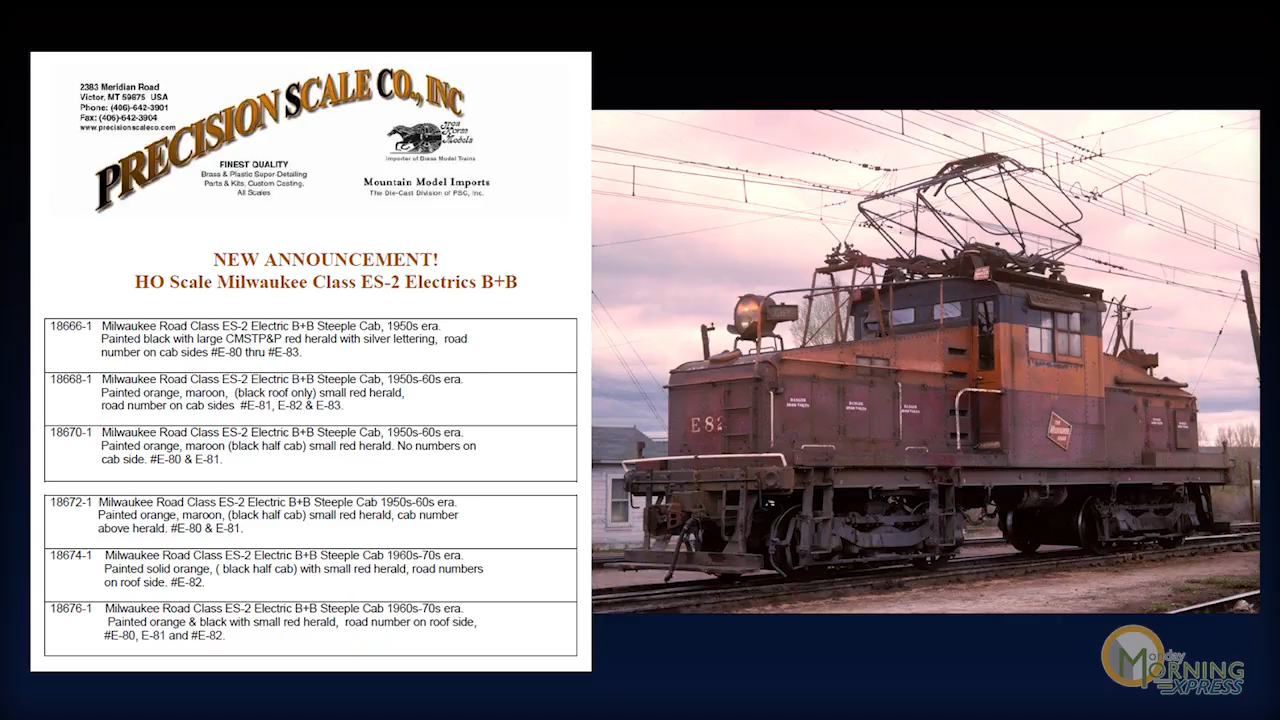 2383 Meridian Road
Victor, MT 59875 USA
Phone: (406)-642-3901
Fax: (406)-642-3904
www.precisionscaleco.com
PRECISION SCALE CO., INC
Iron
Horse
Models
Importer of Brass Model Trains
FINEST QUALITY
Brass & Plastic Super-Detailing
Parts & Kits, Custom Casting,
All Scales
Mountain Model Imports
The Die-Cast Division of PSC, Inc.
NEW ANNOUNCEMENT!
HO Scale Milwaukee Class ES-2 Electrics B+B
18666-1 Milwaukee Road Class ES-2 Electric B+B Steeple Cab, 1950s era.
Painted black with large CMSTP&P red herald with silver lettering, road
number on cab sides #E-80 thru #E-83.
18668-1 Milwaukee Road Class ES-2 Electric B+B Steeple Cab, 1950s-60s era.
Painted orange, maroon, (black roof only) small red herald,
road number on cab sides #E-81, E-82 & E-83.
18670-1 Milwaukee Road Class ES-2 Electric B+B Steeple Cab, 1950s-60s era.
Painted orange, maroon (black half cab) small red herald. No numbers on
cab side. #E-80 & E-81.
18672-1 Milwaukee Road Class ES-2 Electric B+B Steeple Cab 1950s-60s era.
Painted orange, maroon, (black half cab) small red herald, cab number
above herald. #E-80 & E-81.
18674-1 Milwaukee Road Class ES-2 Electric B+B Steeple Cab 1960s-70s era.
Painted solid orange, ( black half cab) with small red herald, road numbers
on roof side. #E-82.
18676-1 Milwaukee Road Class ES-2 Electric B+B Steeple Cab 1960s-70s era.
Painted orange & black with small red herald, road number on roof side,
#E-80, E-81 and #E-82.
E82
DANGER
HIGH VOLTS
DANGER
HIGH VOLTS
DANGER
HIGH VOLTS
THE
MILWAUKEE
ROAD
Monday
MORNING
EXPRESS